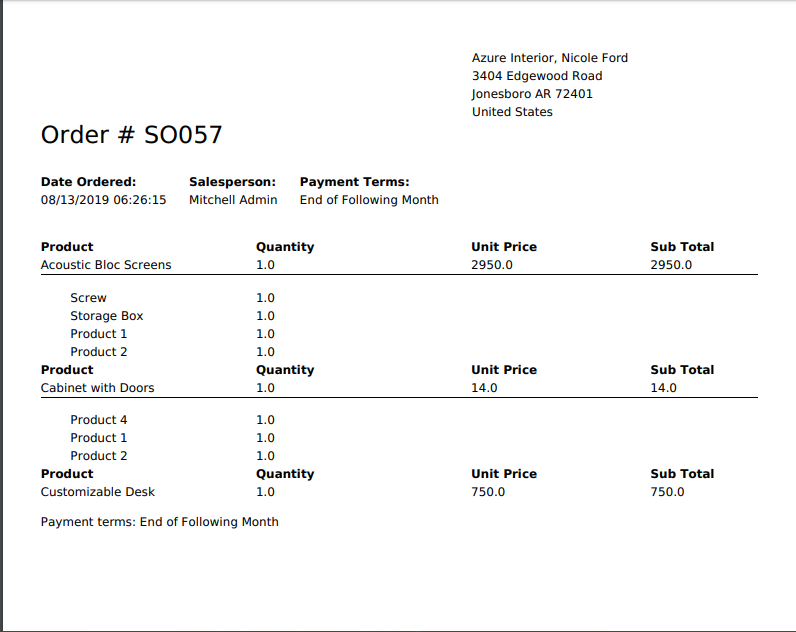 Azure Interior, Nicole Ford
3404 Edgewood Road
Jonesboro AR 72401
United States
Order # SO057
Date Ordered: Salesperson: Payment Terms:
08/13/2019 06:26:15 Mitchell Admin End of Following Month
Product Quantity Unit Price Sub Total
Acoustic Bloc Screens 1.0 2950.0 2950.0
Screw 1.0
Storage Box 1.0
Product 1 1.0
Product 2 1.0
Product Quantity Unit Price Sub Total
Cabinet with Doors 1.0 14.0 14.0
Product 4 1.0
Product 1 1.0
Product 2 1.0
Product Quantity Unit Price Sub Total
Customizable Desk 1.0 750.0 750.0
Payment terms: End of Following Month